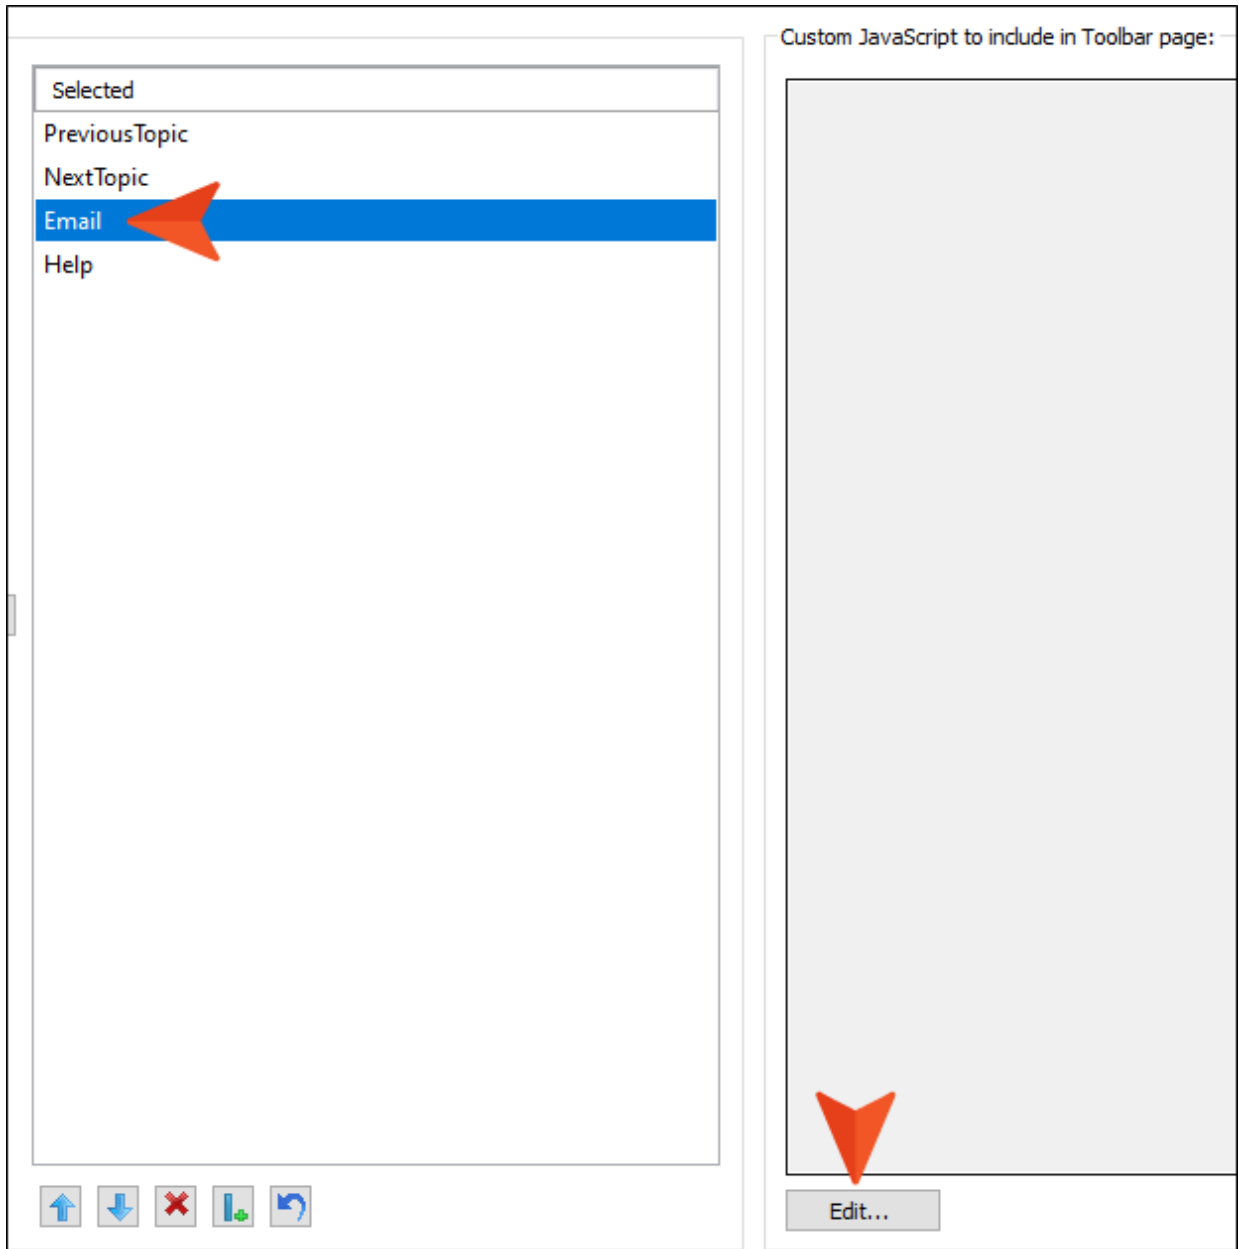 Custom JavaScript to include in Toolbar page:
Selected
PreviousTopic
NextTopic
Email
Help
Edit...